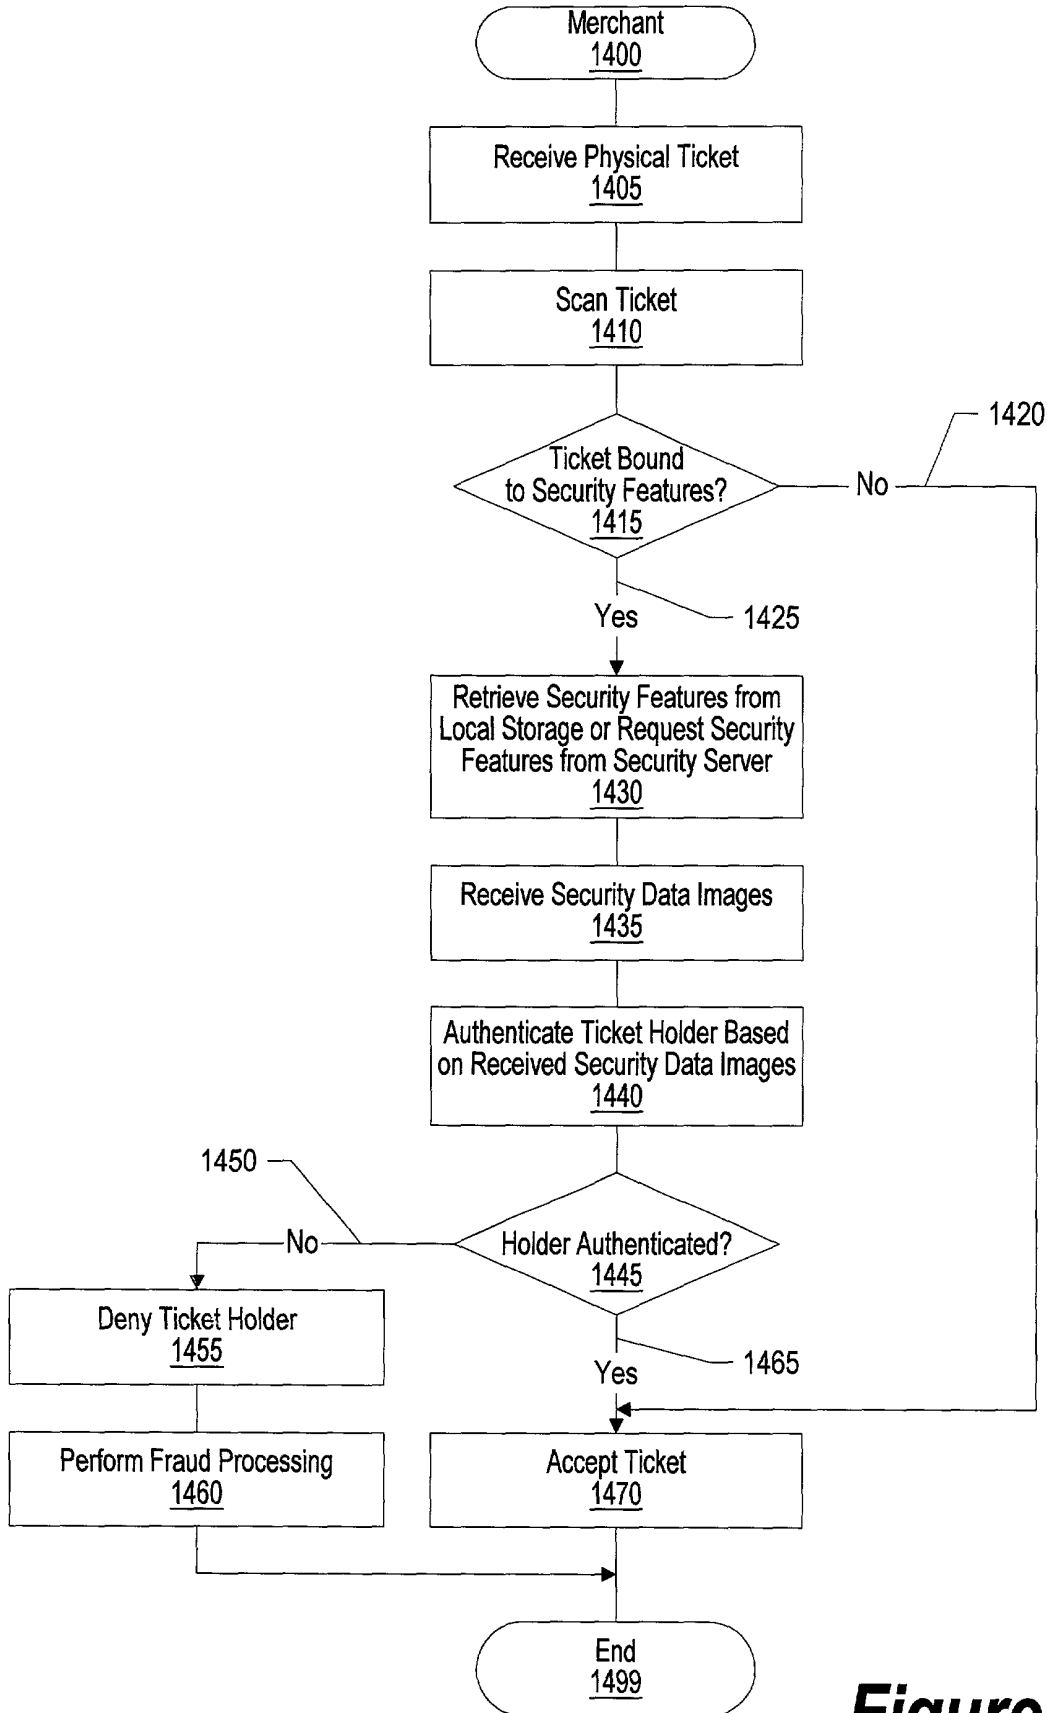 Merchant
1400
Receive Physical Ticket
1405
Scan Ticket
1410
1420
Ticket Bound
to Security Features?
1415
No
Yes
1425
Retrieve Security Features from
Local Storage or Request Security
Features from Security Server
1430
Receive Security Data Images
1435
Authenticate Ticket Holder Based
on Received Security Data Images
1440
1450
No
Holder Authenticated?
1445
Deny Ticket Holder
1455
Yes
1465
Perform Fraud Processing
1460
Accept Ticket
1470
End
1499
Figure